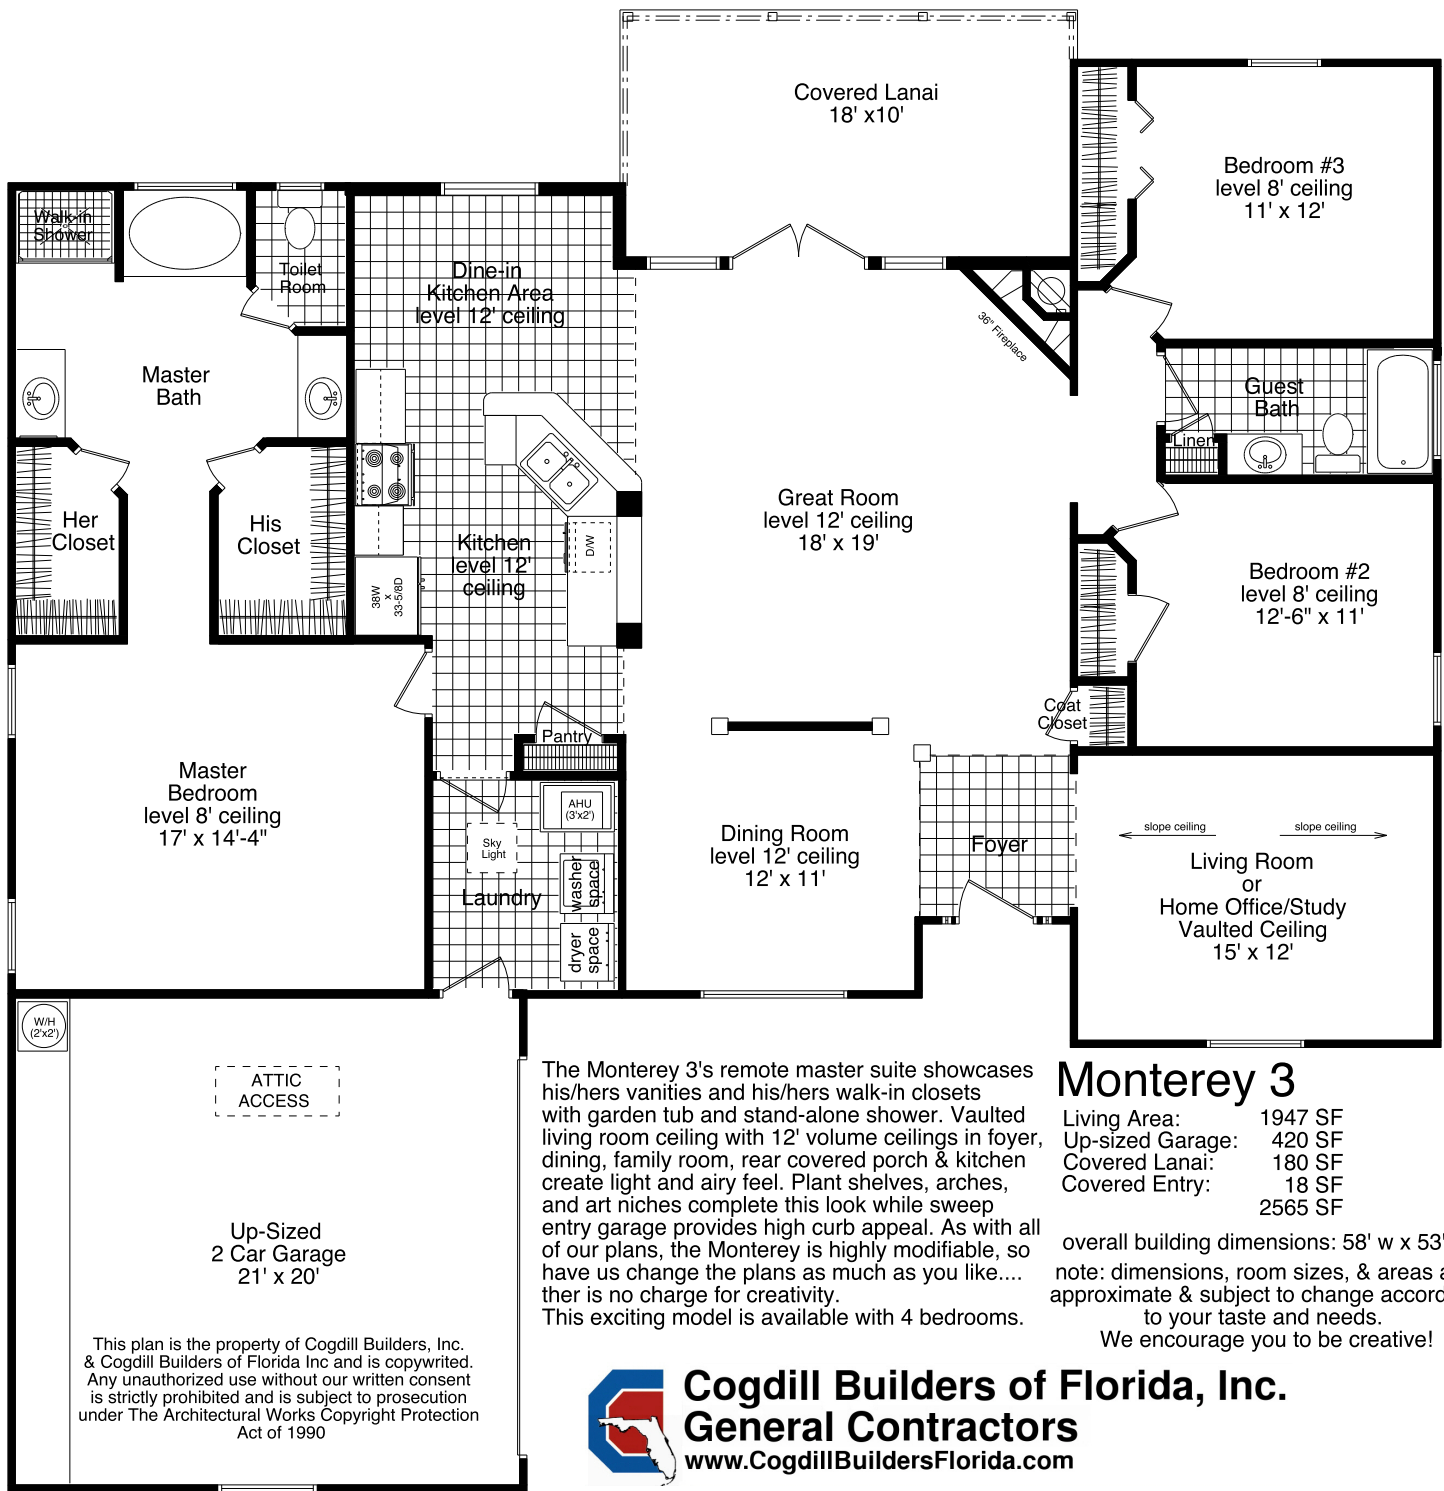 Covered Lanai
18' x10'
Bedroom #3
level 8' ceiling
11' x 12'
Walk-in
Shower
Toilet
Room
Dine-in
Kitchen Area
level 12' ceiling
36" Fireplace
Master
Bath
Guest
Bath
Linen
Her
Closet
His
Closet
Kitchen
level 12'
ceiling
D/W
38W
x
33-5/8D
Great Room
level 12' ceiling
18' x 19'
Bedroom #2
level 8' ceiling
12'-6" x 11'
Coat
Closet
Pantry
Master
Bedroom
level 8' ceiling
17' x 14'-4"
AHU
(3'x2')
Sky
Light
Laundry
washer
space
dryer
space
Dining Room
level 12' ceiling
12' x 11'
Foyer
slope ceiling
slope ceiling
Living Room
or
Home Office/Study
Vaulted Ceiling
15' x 12'
W/H
(2'x2')
ATTIC
ACCESS
Up-Sized
2 Car Garage
21' x 20'
This plan is the property of Cogdill Builders, Inc.
& Cogdill Builders of Florida Inc and is copywrited.
Any unauthorized use without our written consent
is strictly prohibited and is subject to prosecution
under The Architectural Works Copyright Protection
Act of 1990
The Monterey 3's remote master suite showcases
his/hers vanities and his/hers walk-in closets
with garden tub and stand-alone shower. Vaulted
living room ceiling with 12' volume ceilings in foyer,
dining, family room, rear covered porch & kitchen
create light and airy feel. Plant shelves, arches,
and art niches complete this look while sweep
entry garage provides high curb appeal. As with all
of our plans, the Monterey is highly modifiable, so
have us change the plans as much as you like....
ther is no charge for creativity.
This exciting model is available with 4 bedrooms.
Monterey 3
Living Area: 1947 SF
Up-sized Garage: 420 SF
Covered Lanai: 180 SF
Covered Entry: 18 SF
2565 SF
overall building dimensions: 58' w x 53'
note: dimensions, room sizes, & areas a
approximate & subject to change accord
to your taste and needs.
We encourage you to be creative!
Cogdill Builders of Florida, Inc.
General Contractors
www.CogdillBuildersFlorida.com